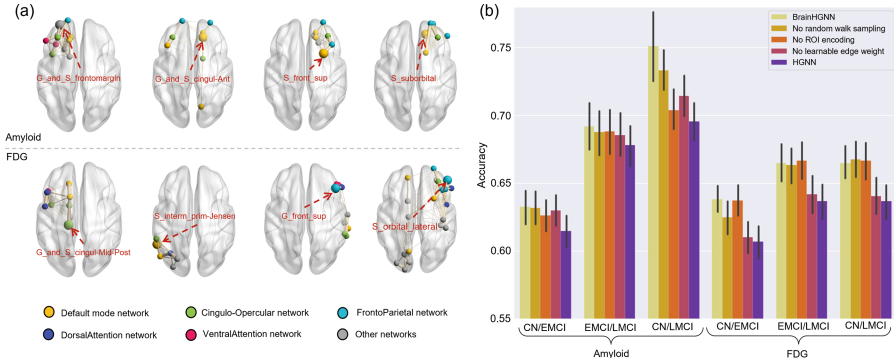 (a)
G_and_S_frontomargin
G_and_S_cingul-Ant
S_front_sup
S_suborbital
Amyloid
FDG
G_and_S_cingul-Mid-Post
S_interm_prim-Jensen
G_front_sup
S_orbital_lateral
Default mode network
Cingulo-Opercular network
FrontoParietal network
DorsalAttention network
VentralAttention network
Other networks
(b)
BrainHGNN
No random walk sampling
No ROI encoding
No learnable edge weight
HGNN
Accuracy
0.75
0.70
0.65
0.60
0.55
CN/EMCI
EMCI/LMCI
CN/LMCI
CN/EMCI
EMCI/LMCI
CN/LMCI
Amyloid
FDG